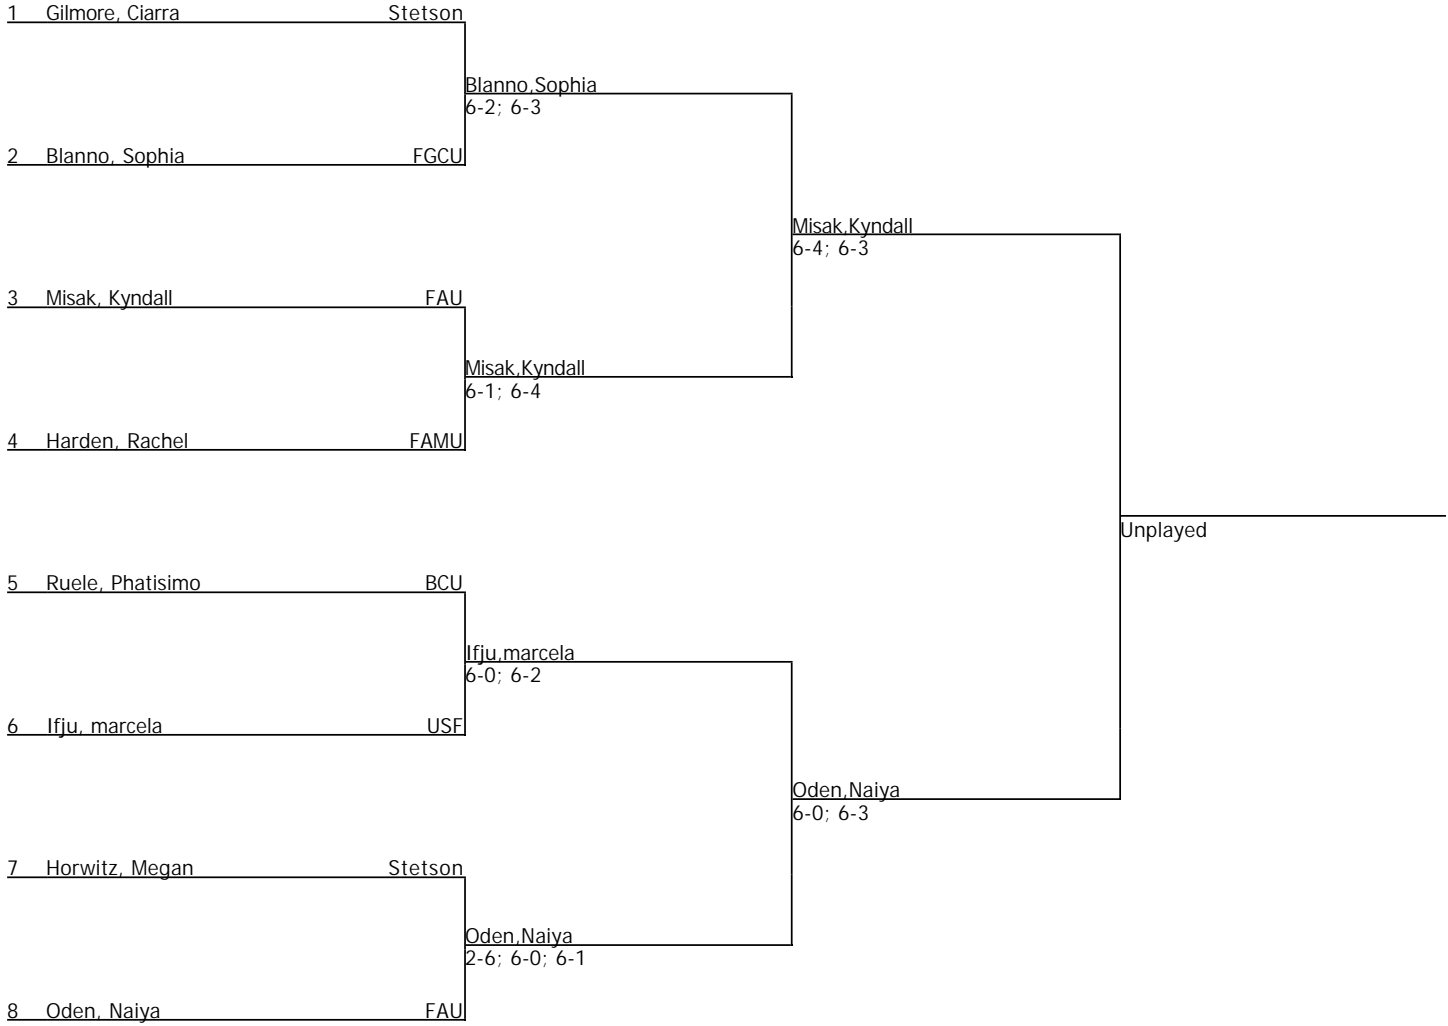 1 Gilmore, Ciarra Stetson
Blanno,Sophia
6-2; 6-3
2 Blanno, Sophia FGCU
Misak,Kyndall
6-4; 6-3
3 Misak, Kyndall FAU
Misak,Kyndall
6-1; 6-4
4 Harden, Rachel FAMU
Unplayed
5 Ruele, Phatisimo BCU
Ifju,marcela
6-0; 6-2
6 Ifju, marcela USF
Oden,Naiya
6-0; 6-3
7 Horwitz, Megan Stetson
Oden,Naiya
2-6; 6-0; 6-1
8 Oden, Naiya FAU